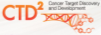 CTD² Cancer Target Discovery
and Development